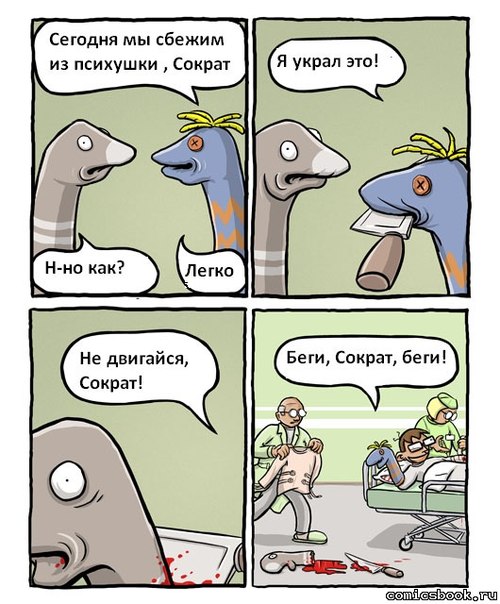 Сегодня мы сбежим
из психушки , Сократ
Н-но как?
Легко
Я украл это!
Не двигайся,
Сократ!
Беги, Сократ, беги!
comicsbook.ru